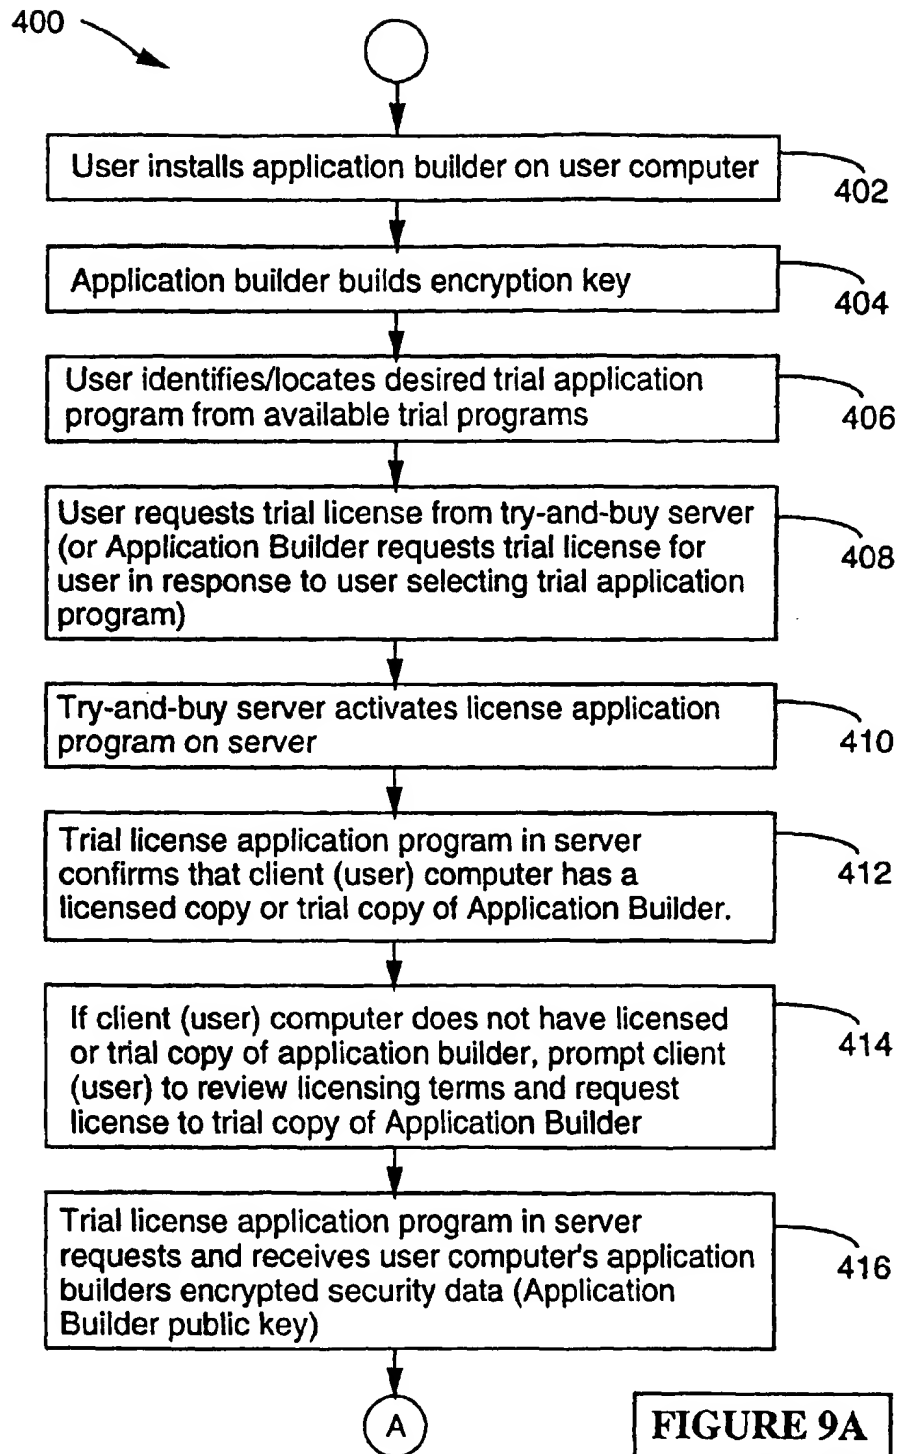 400
User installs application builder on user computer
402
Application builder builds encryption key
404
User identifies/locates desired trial application
program from available trial programs
406
User requests trial license from try-and-buy server
(or Application Builder requests trial license for
user in response to user selecting trial application
program)
408
Try-and-buy server activates license application
program on server
410
Trial license application program in server
confirms that client (user) computer has a
licensed copy or trial copy of Application Builder.
412
If client (user) computer does not have licensed
or trial copy of application builder, prompt client
(user) to review licensing terms and request
license to trial copy of Application Builder
414
Trial license application program in server
requests and receives user computer's application
builders encrypted security data (Application
Builder public key)
416
A
FIGURE 9A